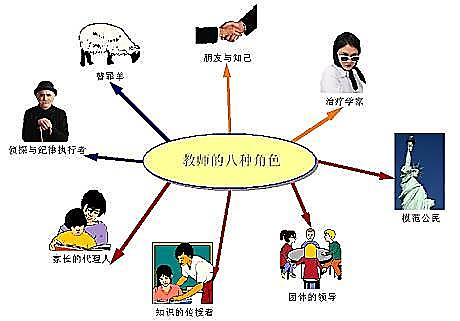 朋友与知己
替罪羊
治疗学家
侦探与纪律执行者
教师的八种角色
模范公民
家长的代理人
团体的领导
知识的传授者